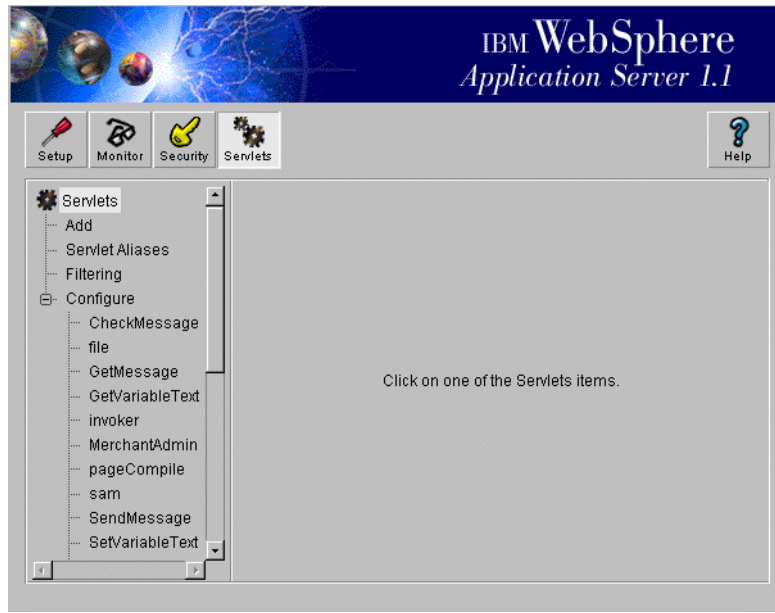 IBM WebSphere
Application Server 1.1
Setup
Monitor
Security
Servlets
Help
Servlets
Add
Servlet Aliases
Filtering
Configure
CheckMessage
file
GetMessage
GetVariableText
invoker
MerchantAdmin
pageCompile
sam
SendMessage
SetVariableText
Click on one of the Servlets items.